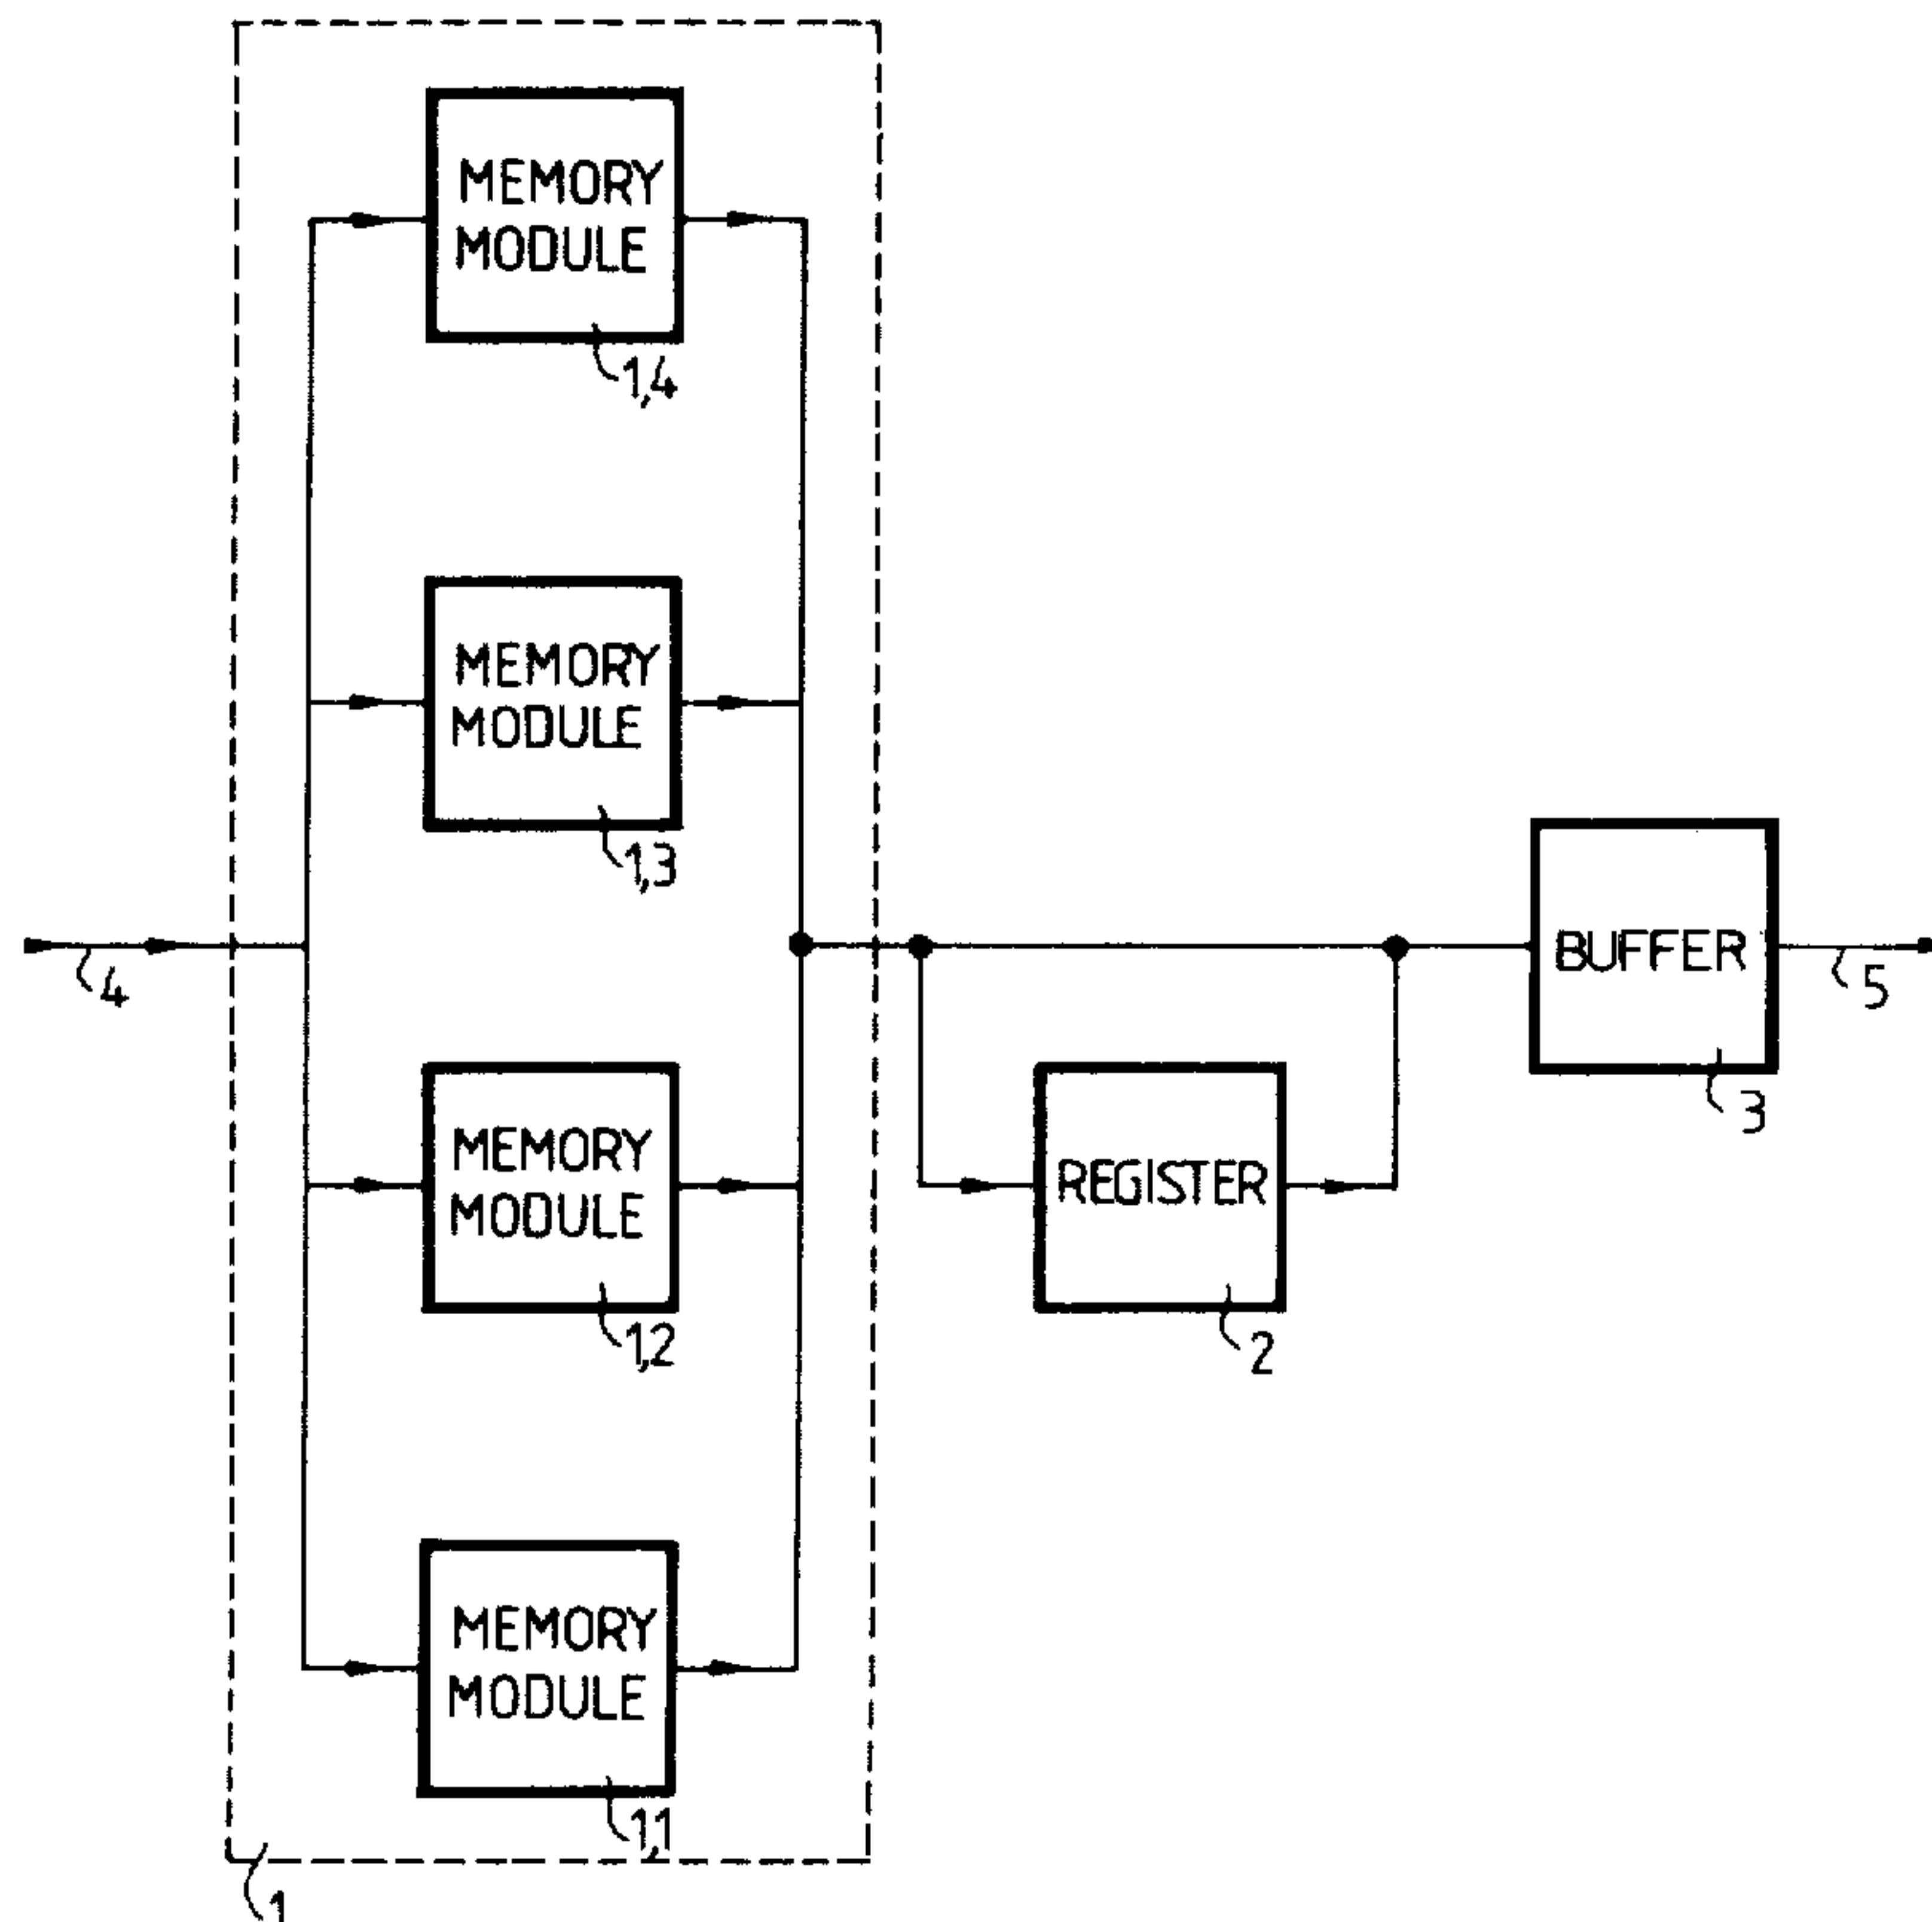 MEMORY
MODULE
1,4
MEMORY
MODULE
1,3
4
BUFFER
5
3
MEMORY
MODULE
1,2
REGISTER
2
MEMORY
MODULE
1,1
1